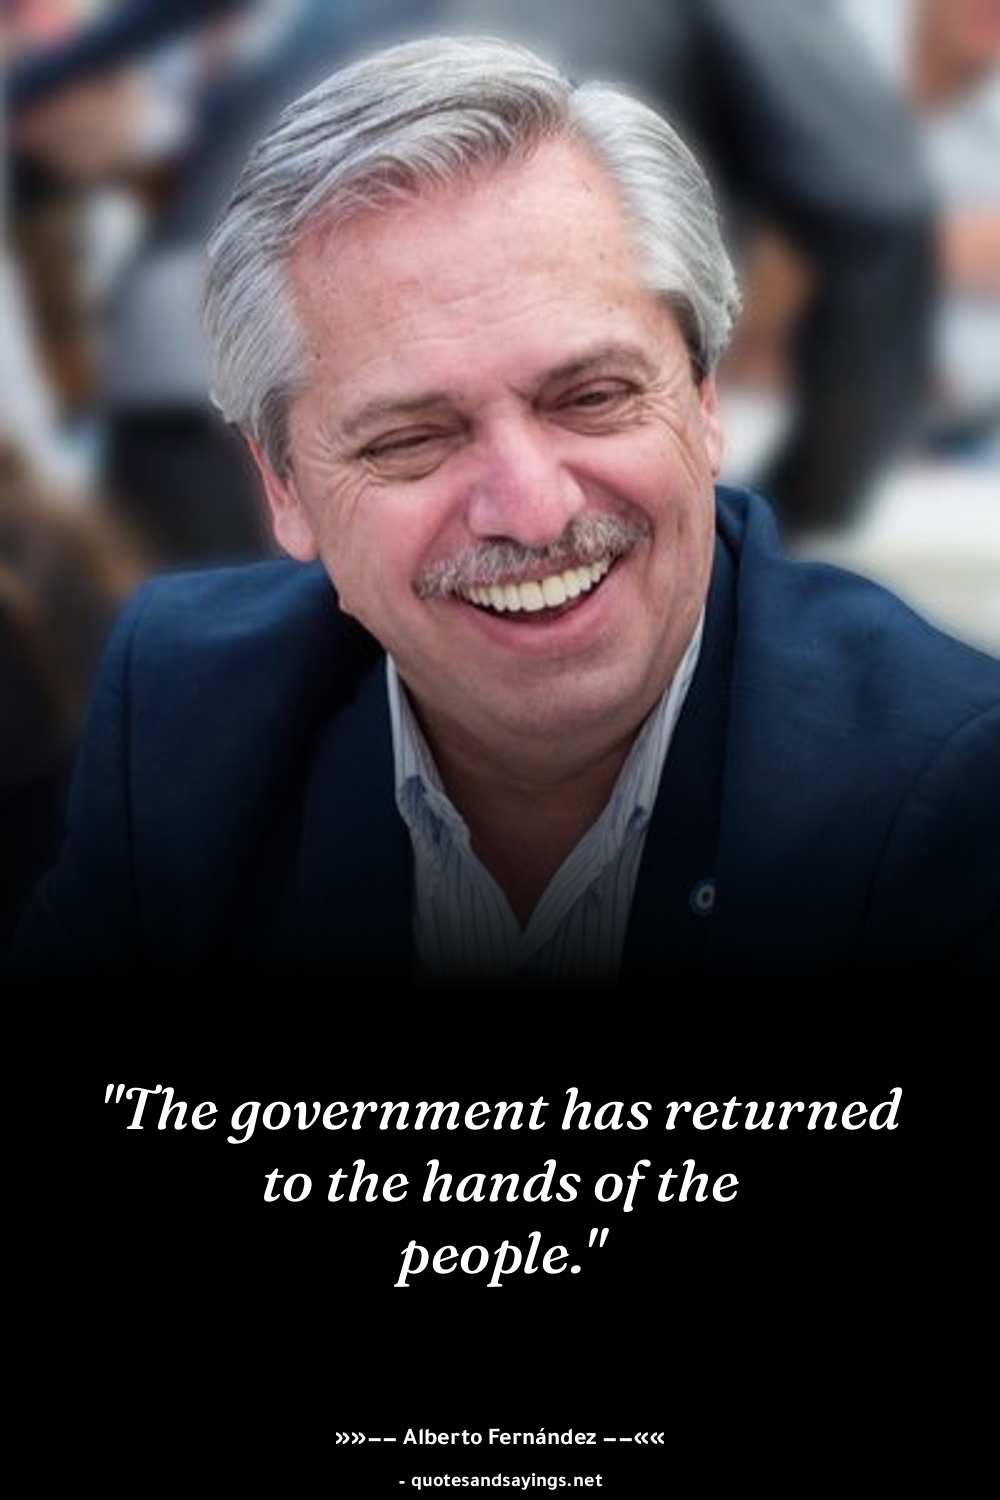 "The government has returned
to the hands of the
people."
»»–– Alberto Fernández ––««
- quotesandsayings.net